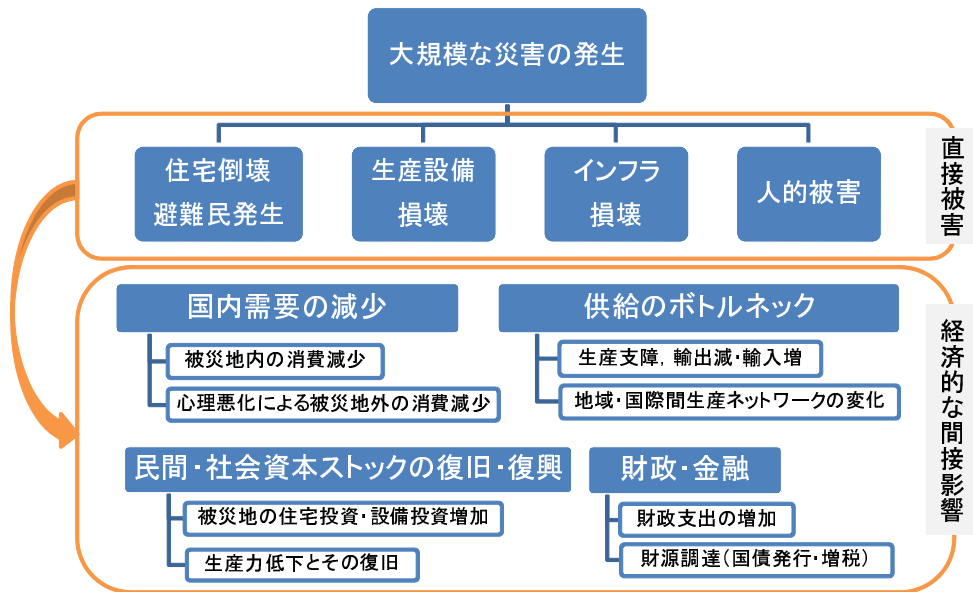 大規模な災害の発生
直接被害
住宅倒壊
避難民発生
生産設備
損壊
インフラ
損壊
人的被害
経済的な間接影響
国内需要の減少
被災地内の消費減少
心理悪化による被災地外の消費減少
供給のボトルネック
生産支障，輸出減・輸入増
地域・国際間生産ネットワークの変化
民間・社会資本ストックの復旧・復興
被災地の住宅投資・設備投資増加
生産力低下とその復旧
財政・金融
財政支出の増加
財源調達（国債発行・増税）